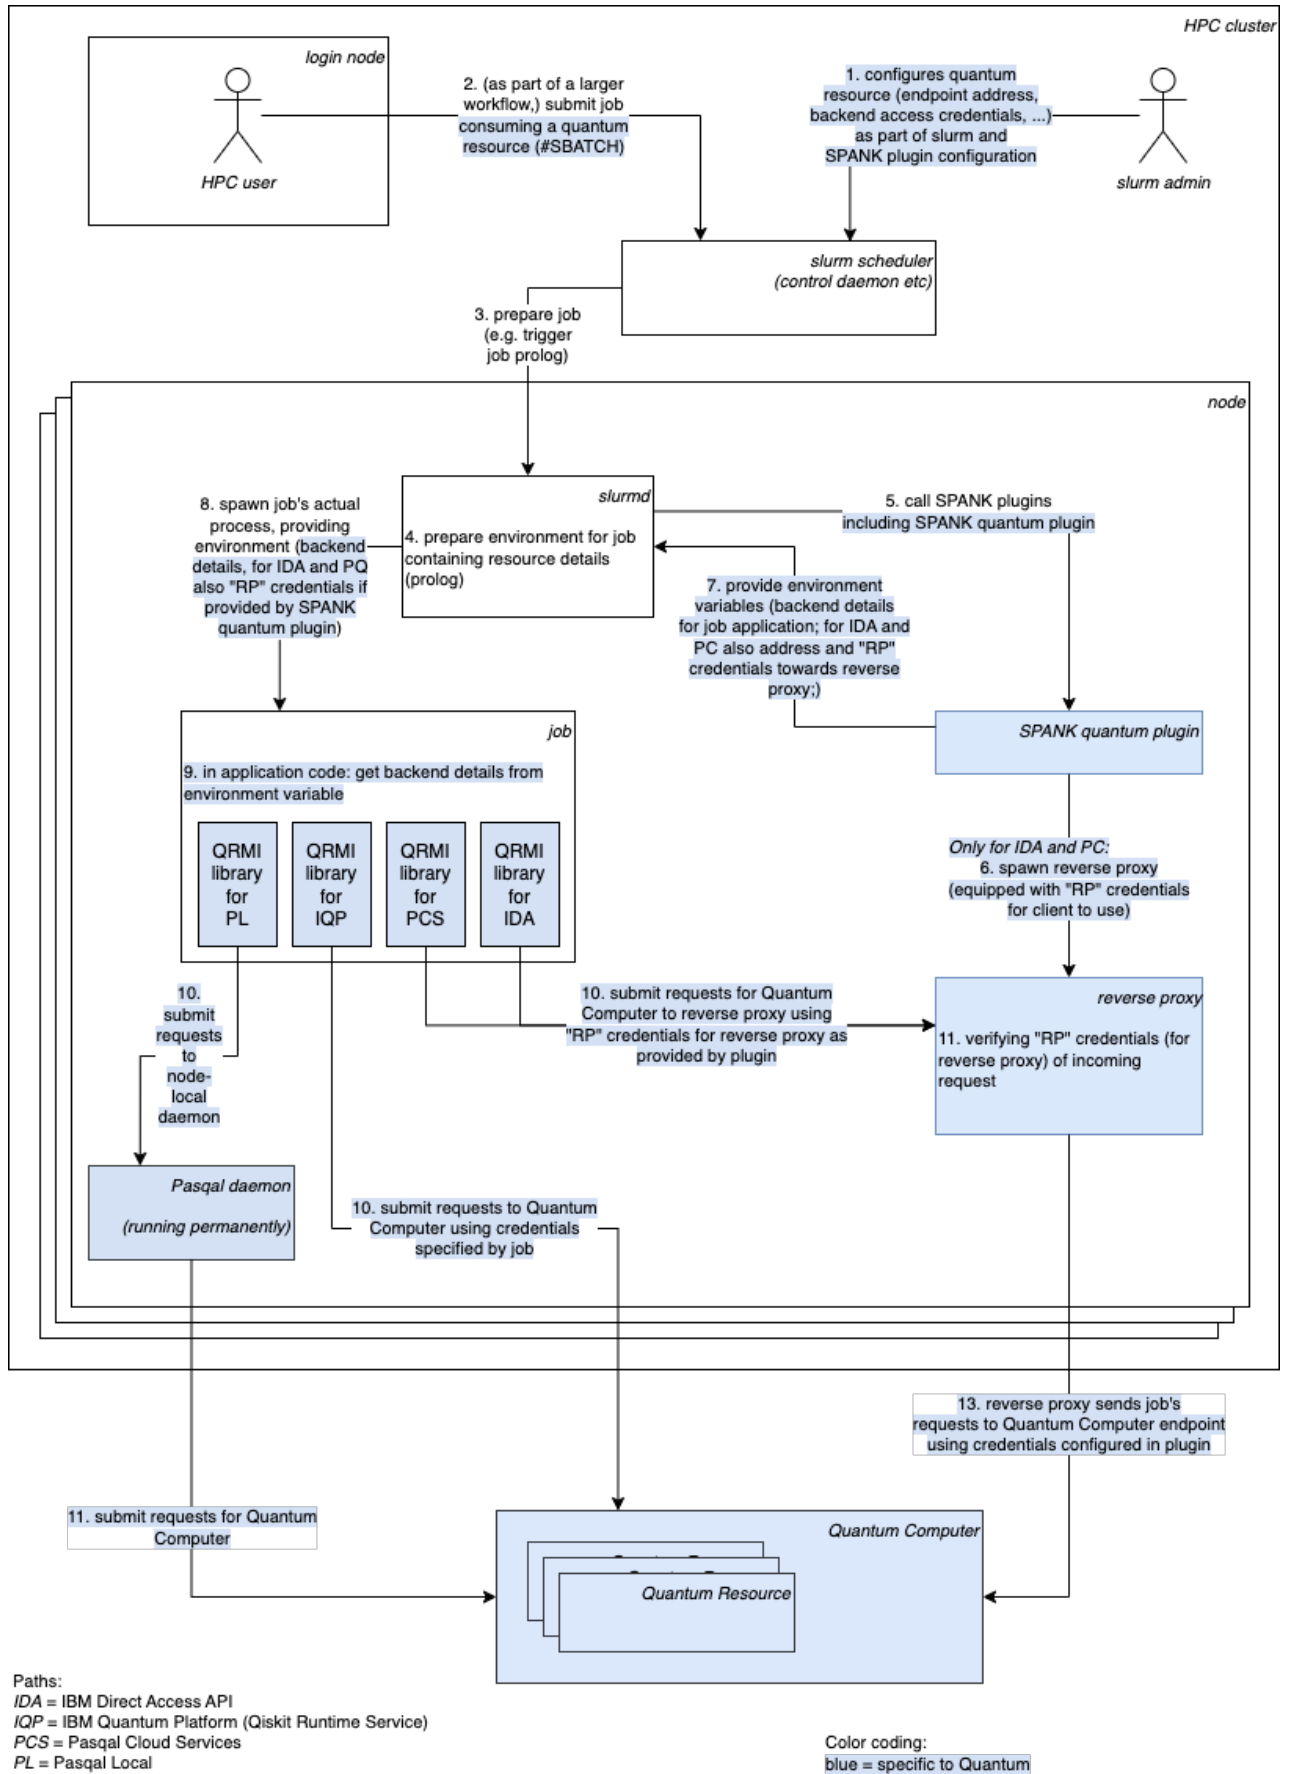 HPC cluster
login node
HPC user
2. (as part of a larger
workflow,) submit job
consuming a quantum
resource (#SBATCH)
1. configures quantum
resource (endpoint address,
backend access credentials, ...)
as part of slurm and
SPANK plugin configuration
slurm admin
slurm scheduler
(control daemon etc)
3. prepare job
(e.g. trigger
job prolog)
node
slurmd
4. prepare environment for job
containing resource details
(prolog)
5. call SPANK plugins
including SPANK quantum plugin
8. spawn job's actual
process, providing
environment (backend
details, for IDA and PQ
also "RP" credentials if
provided by SPANK
quantum plugin)
7. provide environment
variables (backend details
for job application; for IDA and
PC also address and "RP"
credentials towards reverse
proxy;)
SPANK quantum plugin
job
9. in application code: get backend details from
environment variable
QRMI
library
for
PL
QRMI
library
for
IQP
QRMI
library
for
PCS
QRMI
library
for
IDA
Only for IDA and PC:
6. spawn reverse proxy
(equipped with "RP" credentials
for client to use)
10.
submit
requests
to
node-
local
daemon
10. submit requests for Quantum
Computer to reverse proxy using
"RP" credentials for reverse proxy as
provided by plugin
reverse proxy
11. verifying "RP" credentials (for
reverse proxy) of incoming
request
Pasqal daemon
(running permanently)
10. submit requests to Quantum
Computer using credentials
specified by job
13. reverse proxy sends job's
requests to Quantum Computer endpoint
using credentials configured in plugin
11. submit requests for Quantum
Computer
Quantum Computer
Quantum Resource
Paths:
IDA = IBM Direct Access API
IQP = IBM Quantum Platform (Qiskit Runtime Service)
PCS = Pasqal Cloud Services
PL = Pasqal Local
Color coding:
blue = specific to Quantum